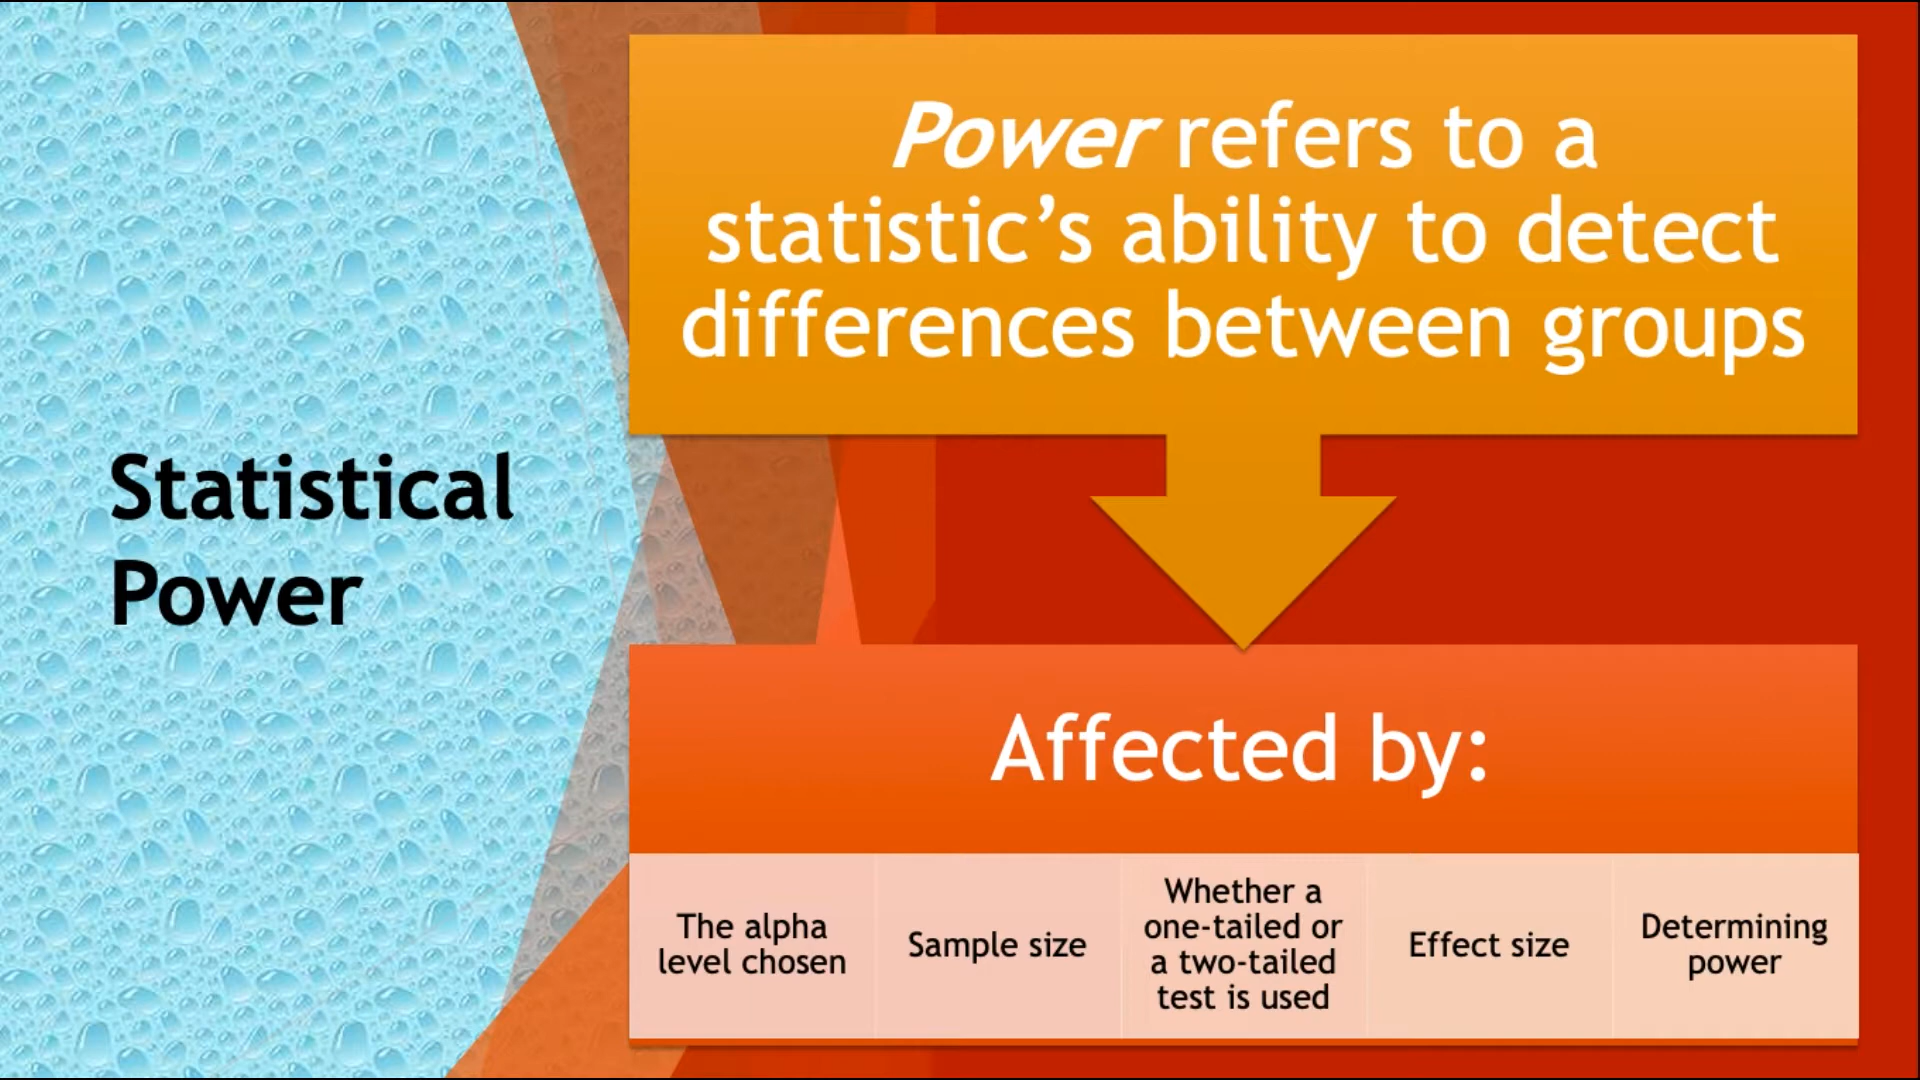 Statistical
Power
Power refers to a
statistic’s ability to detect
differences between groups
Affected by:
The alpha
level chosen
Sample size
Whether a
one-tailed or
a two-tailed
test is used
Effect size
Determining
power